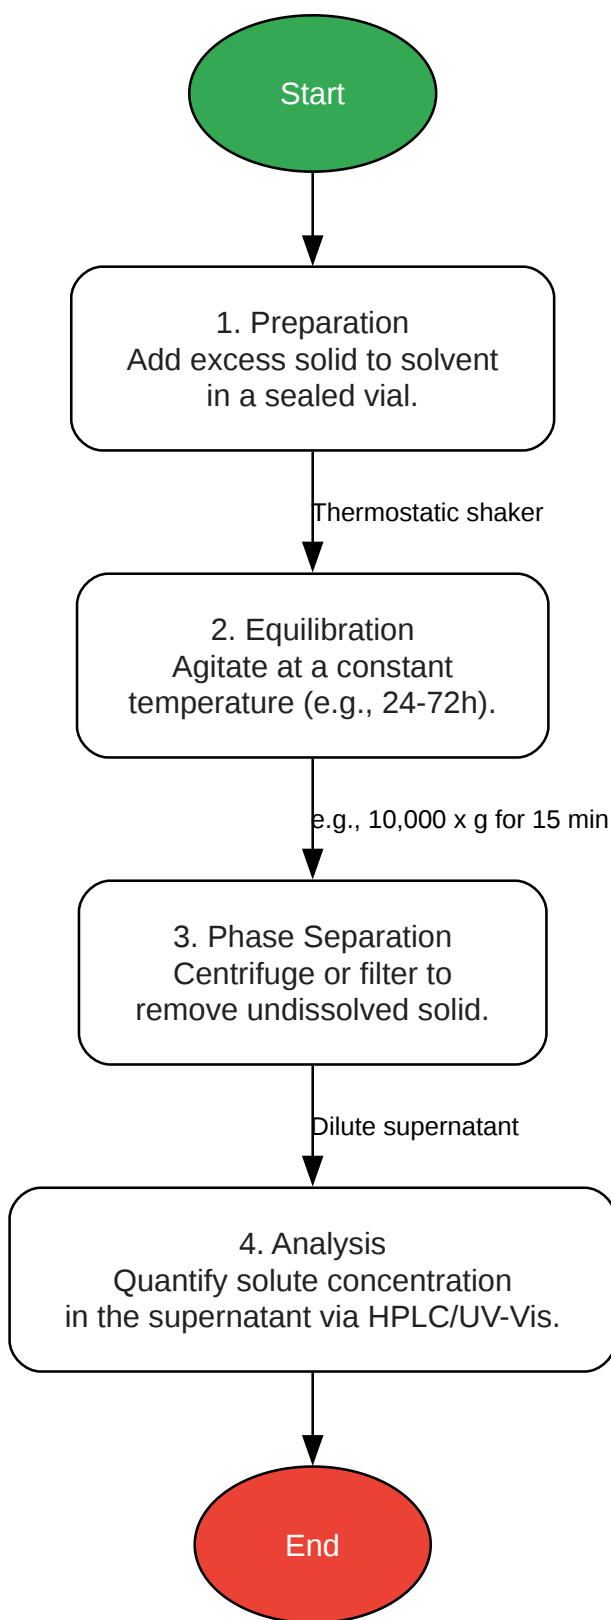 Start
1. Preparation
Add excess solid to solvent
in a sealed vial.
Thermostatic shaker
2. Equilibration
Agitate at a constant
temperature (e.g., 24-72h).
e.g., 10,000 x g for 15 min
3. Phase Separation
Centrifuge or filter to
remove undissolved solid.
Dilute supernatant
4. Analysis
Quantify solute concentration
in the supernatant via HPLC/UV-Vis.
End